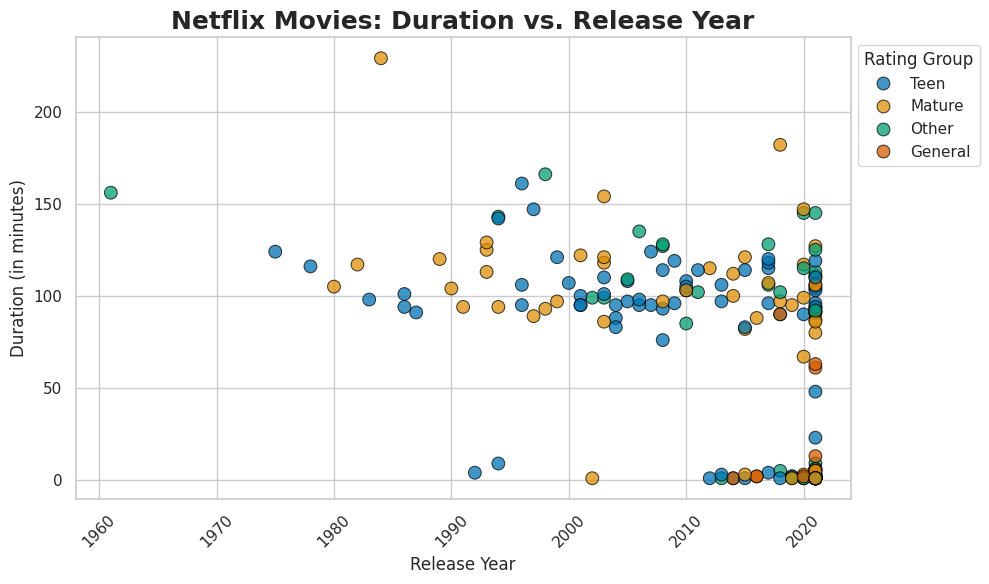 Netflix Movies: Duration vs. Release Year
Rating Group
Teen
Mature
Other
General
Duration (in minutes)
200
150
100
50
0
1960
1970
1980
1990
2000
2010
2020
Release Year